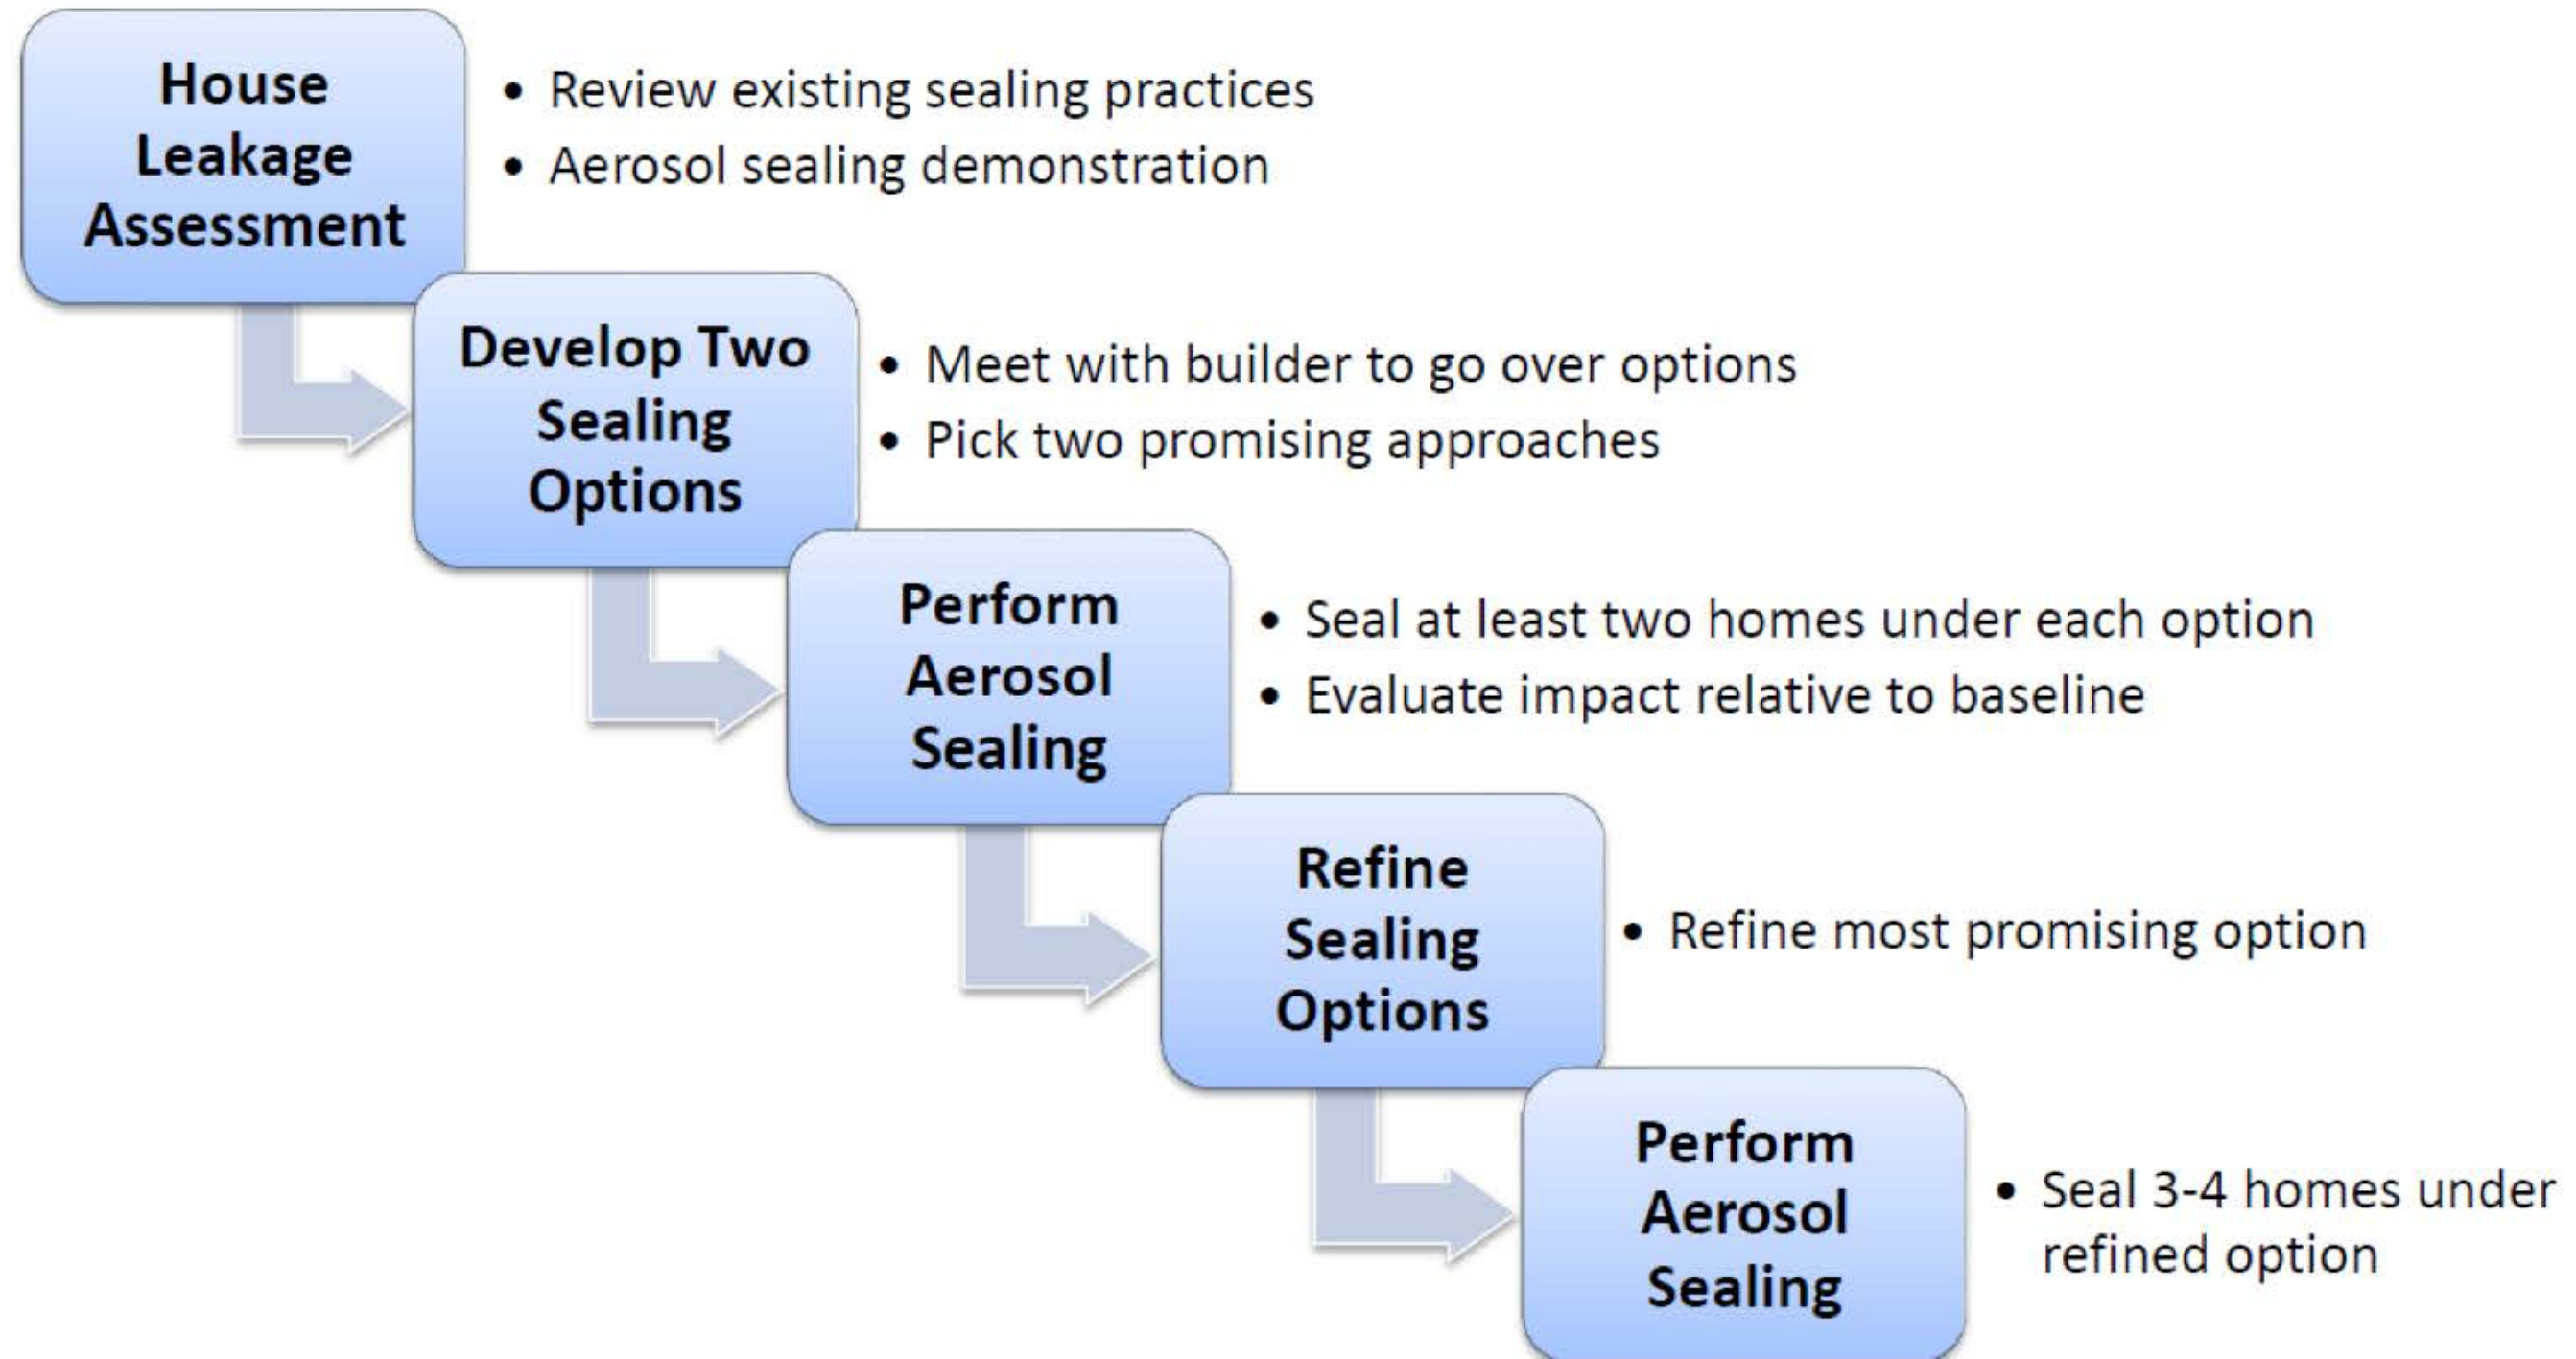 House
Leakage
Assessment
• Review existing sealing practices
• Aerosol sealing demonstration
Develop Two
Sealing
Options
• Meet with builder to go over options
• Pick two promising approaches
Perform
Aerosol
Sealing
• Seal at least two homes under each option
• Evaluate impact relative to baseline
Refine
Sealing
Options
• Refine most promising option
Perform
Aerosol
Sealing
• Seal 3-4 homes under
refined option